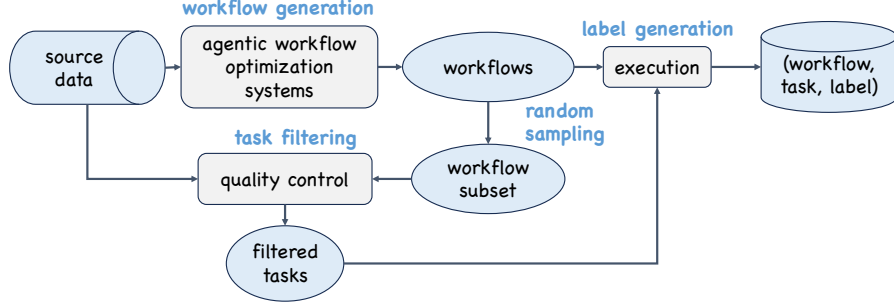 workflow generation
source
data
agentic workflow
optimization
systems
workflows
label generation
execution
(workflow,
task, label)
random
sampling
task filtering
quality control
workflow
subset
filtered
tasks